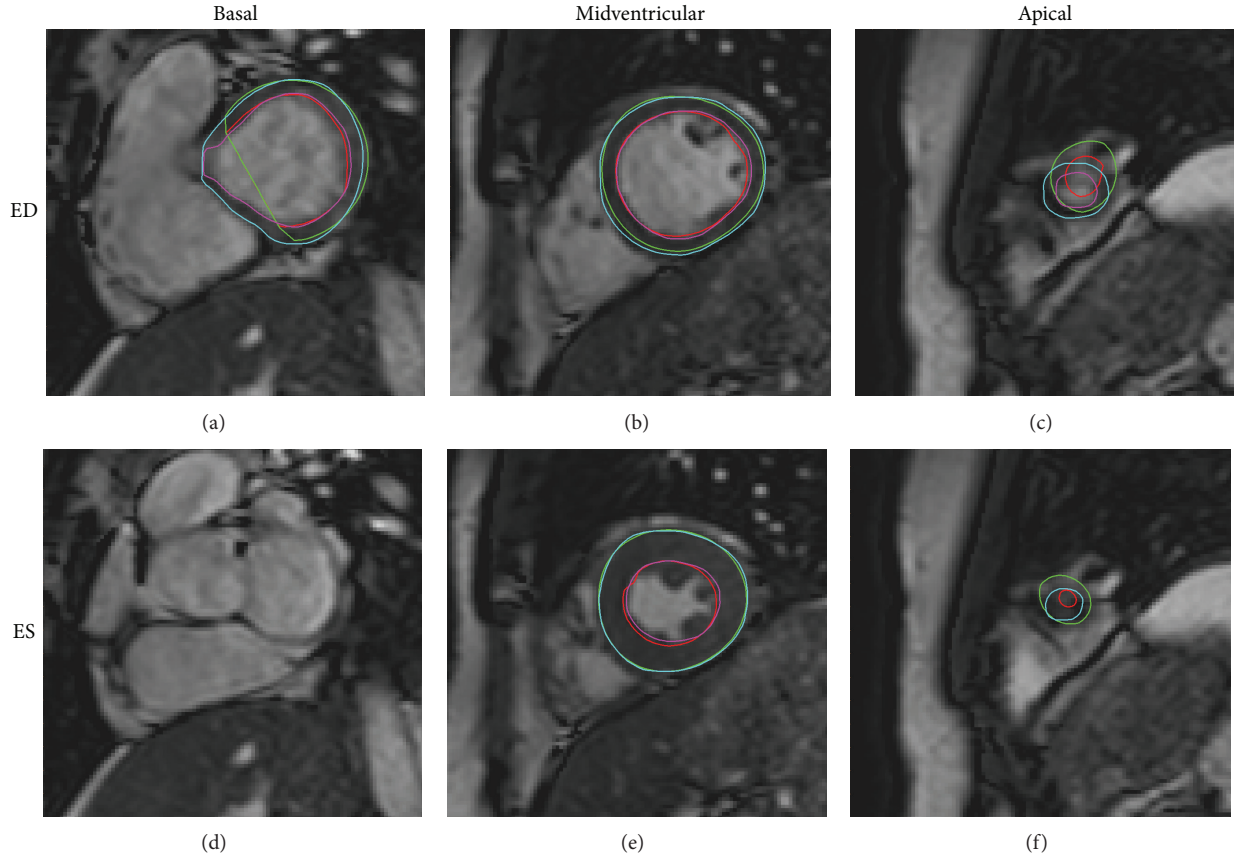 Basal
Midventricular
Apical
ED
(a)
(b)
(c)
ES
(d)
(e)
(f)